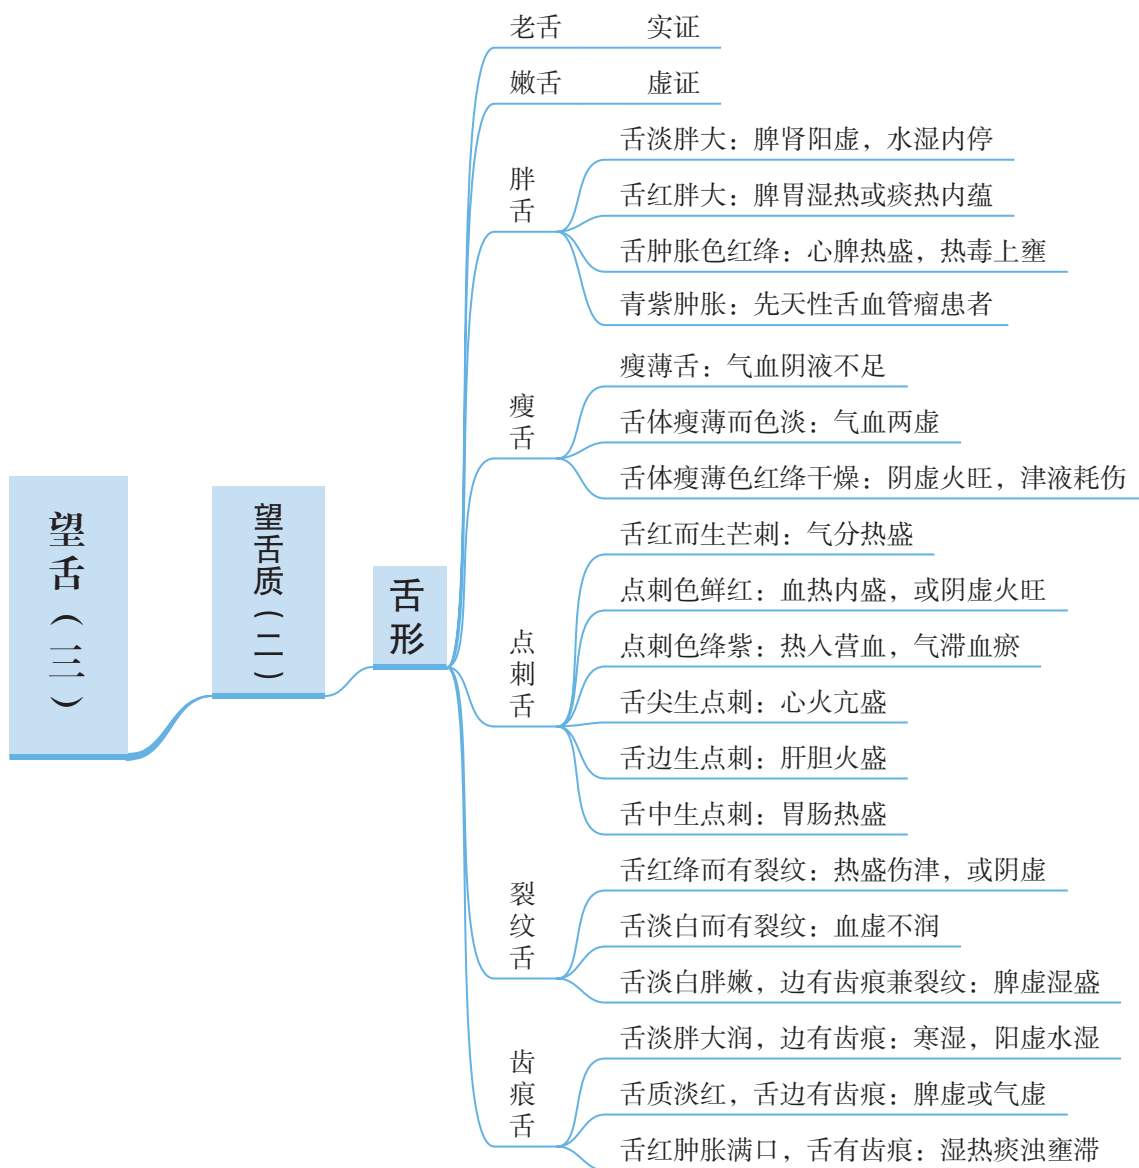 望舌（三）
望舌质（二）
舌形
老舌 实证
嫩舌 虚证
胖舌
舌淡胖大：脾肾阳虚，水湿内停
舌红胖大：脾胃湿热或痰热内蕴
舌肿胀色红绛：心脾热盛，热毒上壅
青紫肿胀：先天性舌血管瘤患者
瘦舌
瘦薄舌：气血阴液不足
舌体瘦薄而色淡：气血两虚
舌体瘦薄色红绛干燥：阴虚火旺，津液耗伤
点刺舌
舌红而生芒刺：气分热盛
点刺色鲜红：血热内盛，或阴虚火旺
点刺色绛紫：热入营血，气滞血瘀
舌尖生点刺：心火亢盛
舌边生点刺：肝胆火盛
舌中生点刺：胃肠热盛
裂纹舌
舌红绛而有裂纹：热盛伤津，或阴虚
舌淡白而有裂纹：血虚不润
舌淡白胖嫩，边有齿痕兼裂纹：脾虚湿盛
齿痕舌
舌淡胖大润，边有齿痕：寒湿，阳虚水湿
舌质淡红，舌边有齿痕：脾虚或气虚
舌红肿胀满口，舌有齿痕：湿热痰浊壅滞